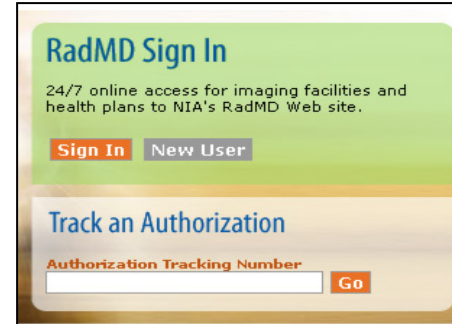 RadMD Sign In
24/7 online access for imaging facilities and
health plans to NIA's RadMD Web site.
Sign In New User
Track an Authorization
Authorization Tracking Number
Go